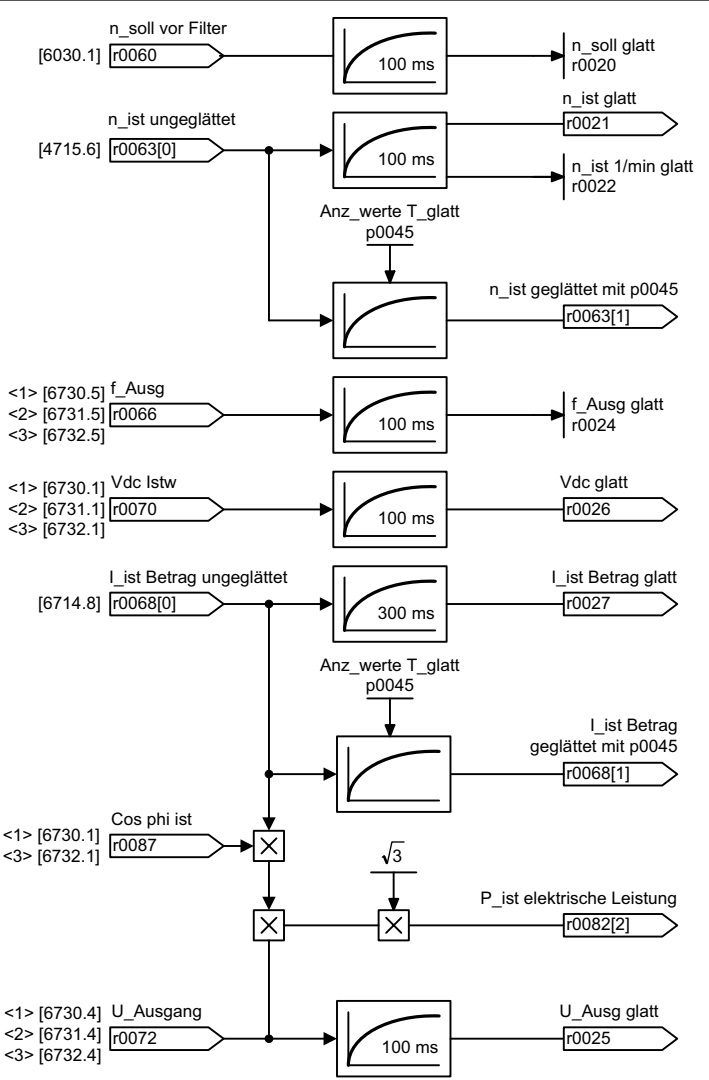 n_soll vor Filter
[6030.1] r0060
100 ms
n_soll glatt
r0020
n_ist ungeglättet
[4715.6] r0063[0]
100 ms
n_ist glatt
r0021
n_ist 1/min glatt
r0022
Anz_werte T_glatt
p0045
n_ist geglättet mit p0045
r0063[1]
<1> [6730.5] f_Ausg
<2> [6731.5] r0066
<3> [6732.5]
100 ms
f_Ausg glatt
r0024
Vdc Istw
<1> [6730.1]
<2> [6731.1] r0070
<3> [6732.1]
100 ms
Vdc glatt
r0026
I_ist Betrag ungeglättet
[6714.8] r0068[0]
300 ms
I_ist Betrag glatt
r0027
Anz_werte T_glatt
p0045
I_ist Betrag
geglättet mit p0045
r0068[1]
Cos phi ist
<1> [6730.1]
r0087
<3> [6732.1]
√3
P_ist elektrische Leistung
r0082[2]
<1> [6730.4] U_Ausgang
<2> [6731.4] r0072
<3> [6732.4]
100 ms
U_Ausg glatt
r0025